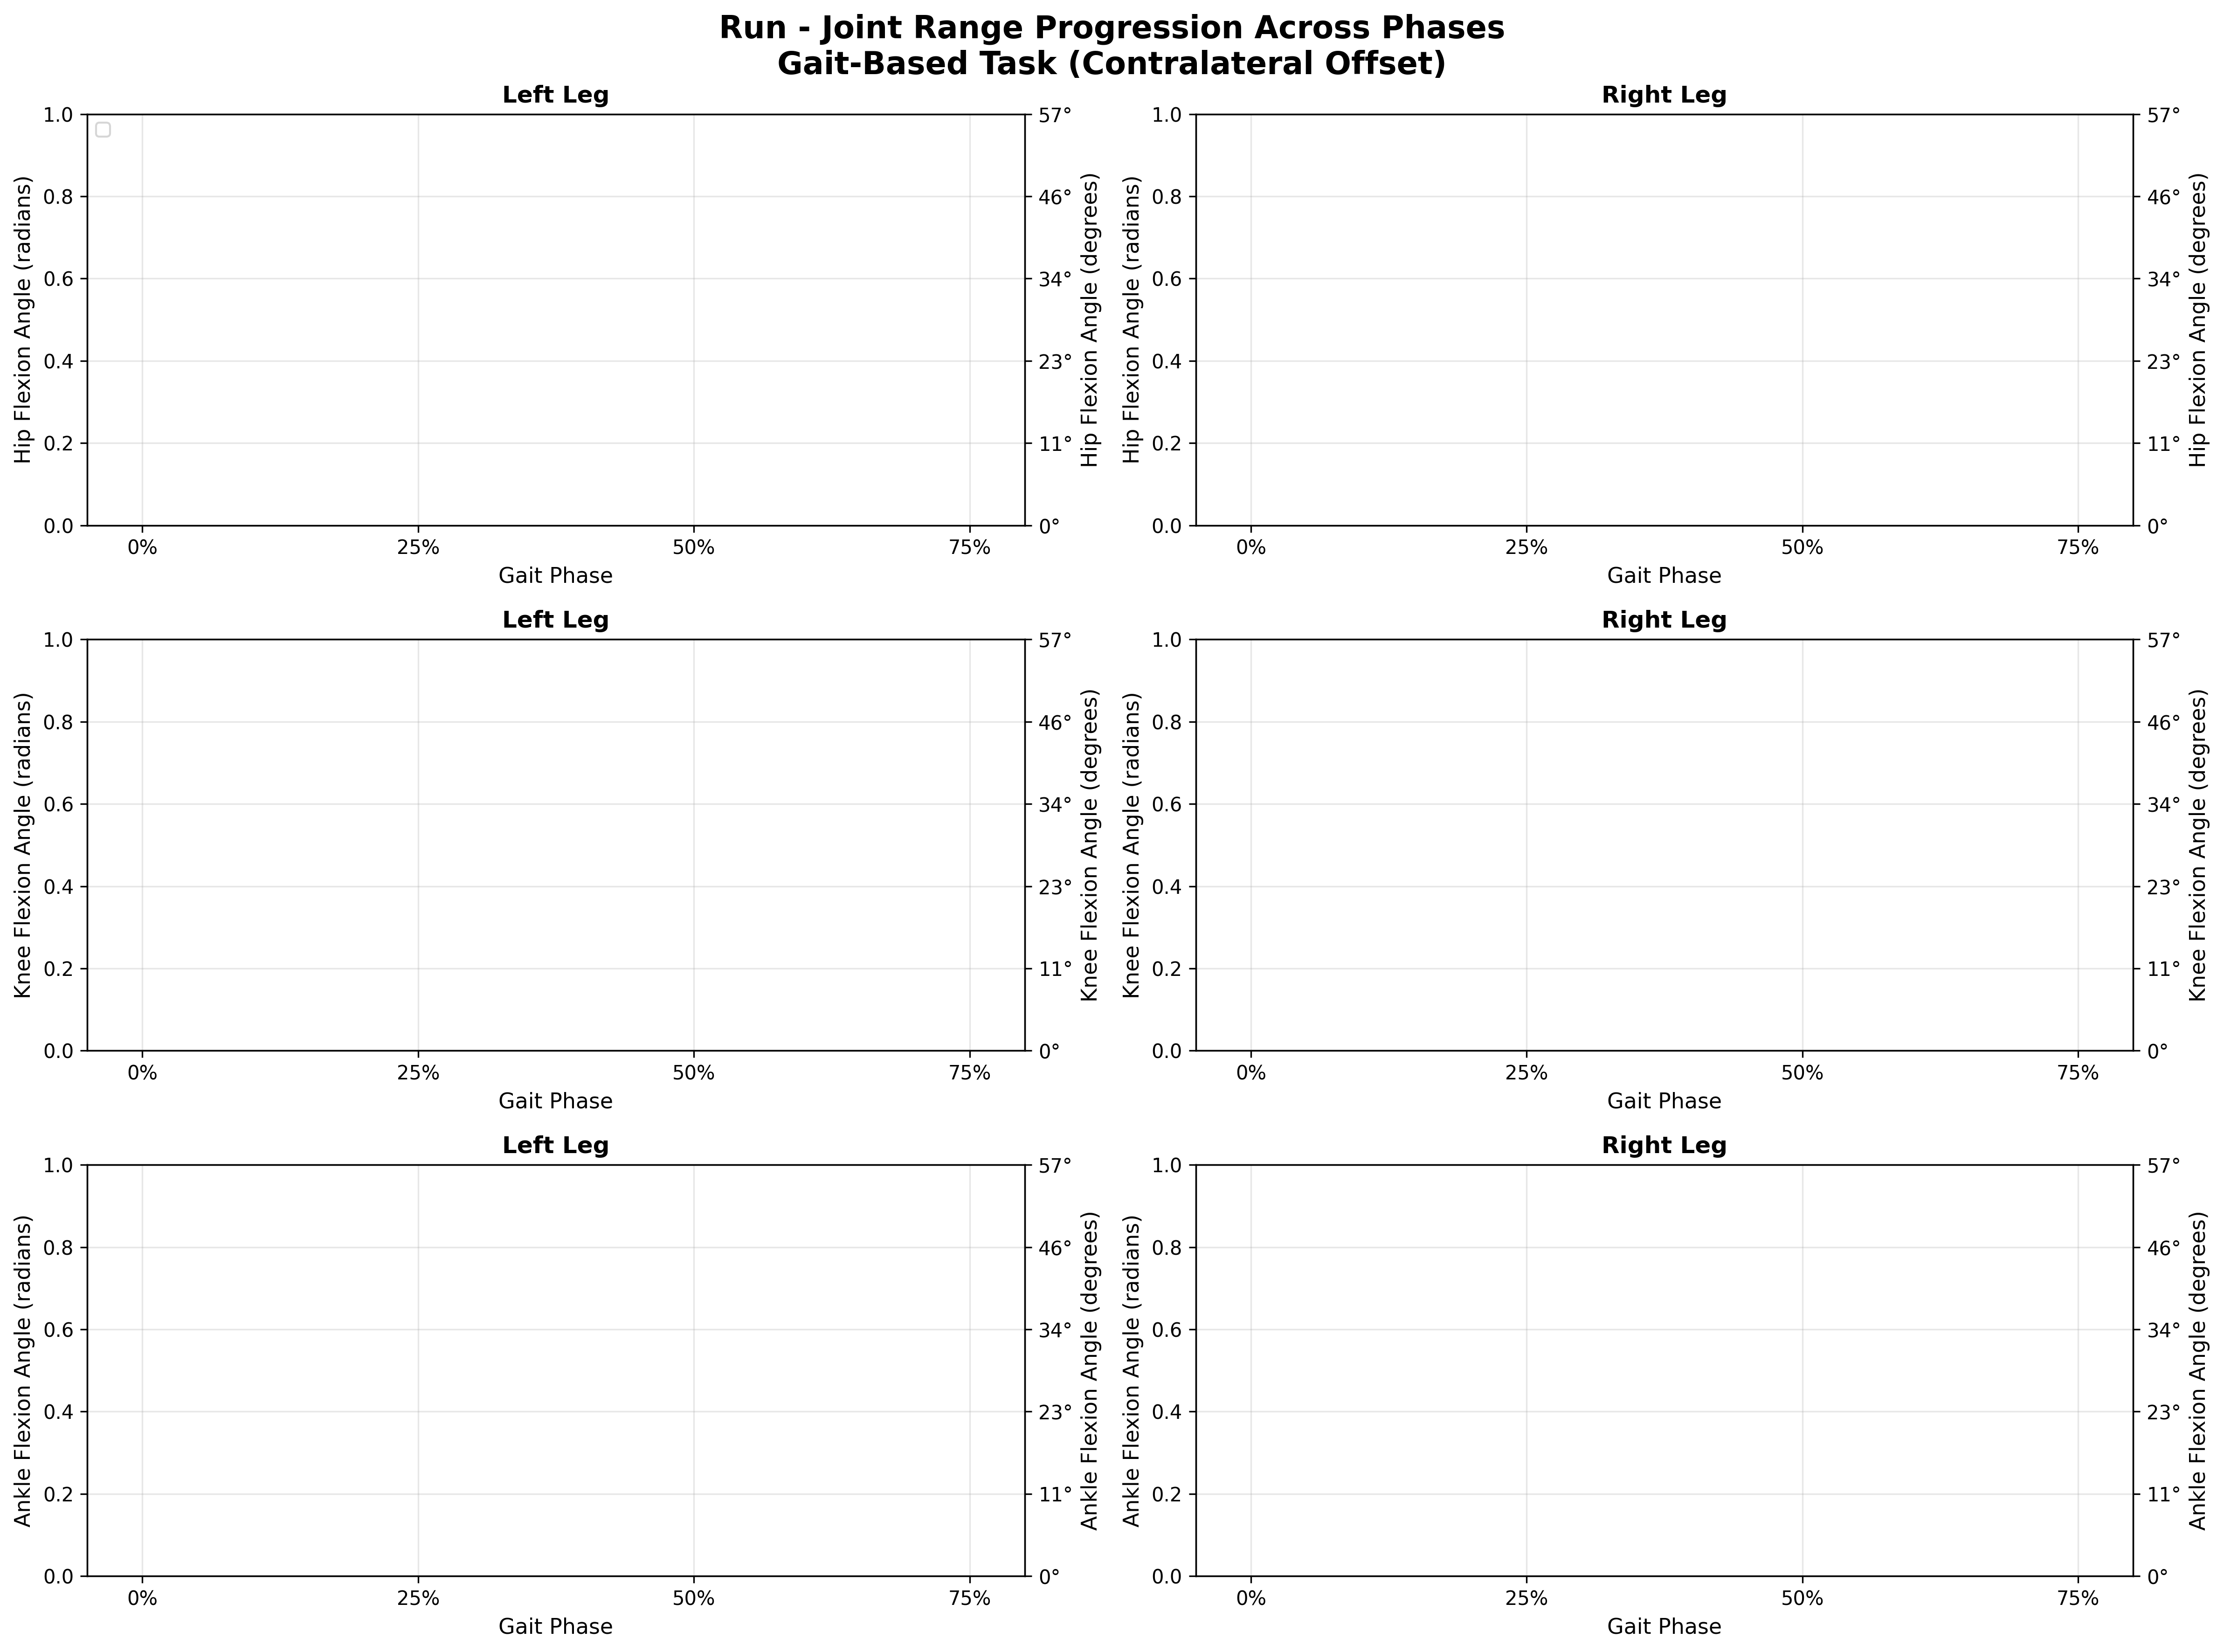 Run - Joint Range Progression Across Phases
Gait-Based Task (Contralateral Offset)
Left Leg
Hip Flexion Angle (radians)
1.0
0.8
0.6
0.4
0.2
0.0
57°
46°
34°
23°
11°
0°
Hip Flexion Angle (degrees)
0% 25% 50% 75%
Gait Phase
Right Leg
Hip Flexion Angle (radians)
1.0
0.8
0.6
0.4
0.2
0.0
57°
46°
34°
23°
11°
0°
Hip Flexion Angle (degrees)
0% 25% 50% 75%
Gait Phase
Left Leg
Knee Flexion Angle (radians)
1.0
0.8
0.6
0.4
0.2
0.0
57°
46°
34°
23°
11°
0°
Knee Flexion Angle (degrees)
0% 25% 50% 75%
Gait Phase
Right Leg
Knee Flexion Angle (radians)
1.0
0.8
0.6
0.4
0.2
0.0
57°
46°
34°
23°
11°
0°
Knee Flexion Angle (degrees)
0% 25% 50% 75%
Gait Phase
Left Leg
Ankle Flexion Angle (radians)
1.0
0.8
0.6
0.4
0.2
0.0
57°
46°
34°
23°
11°
0°
Ankle Flexion Angle (degrees)
0% 25% 50% 75%
Gait Phase
Right Leg
Ankle Flexion Angle (radians)
1.0
0.8
0.6
0.4
0.2
0.0
57°
46°
34°
23°
11°
0°
Ankle Flexion Angle (degrees)
0% 25% 50% 75%
Gait Phase